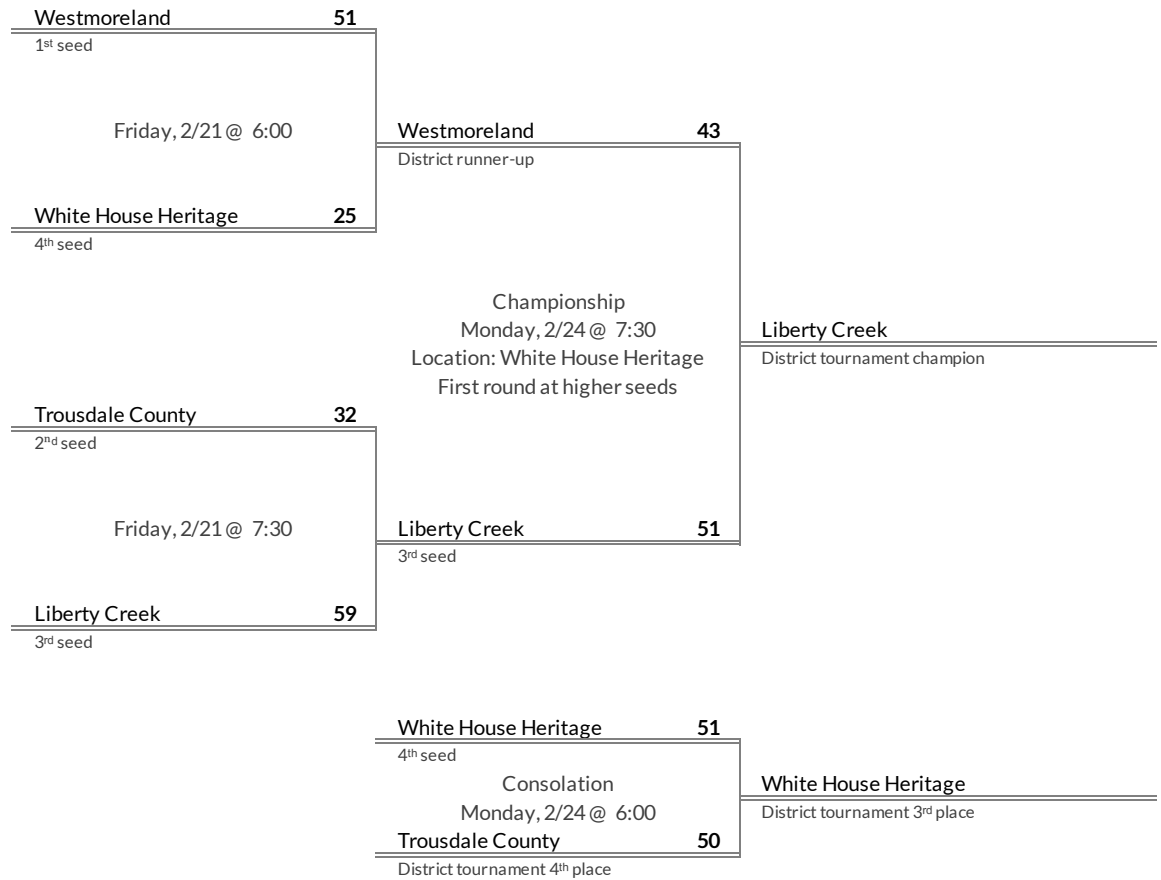 Westmoreland 51
1st seed
Friday, 2/21 @ 6:00
White House Heritage 25
4th seed
Westmoreland 43
District runner-up
Championship
Monday, 2/24 @ 7:30
Location: White House Heritage
First round at higher seeds
Liberty Creek
District tournament champion
Trousdale County 32
2nd seed
Friday, 2/21 @ 7:30
Liberty Creek 59
3rd seed
Liberty Creek 51
3rd seed
White House Heritage 51
4th seed
Consolation
Monday, 2/24 @ 6:00
Trousdale County 50
District tournament 4th place
White House Heritage
District tournament 3rd place